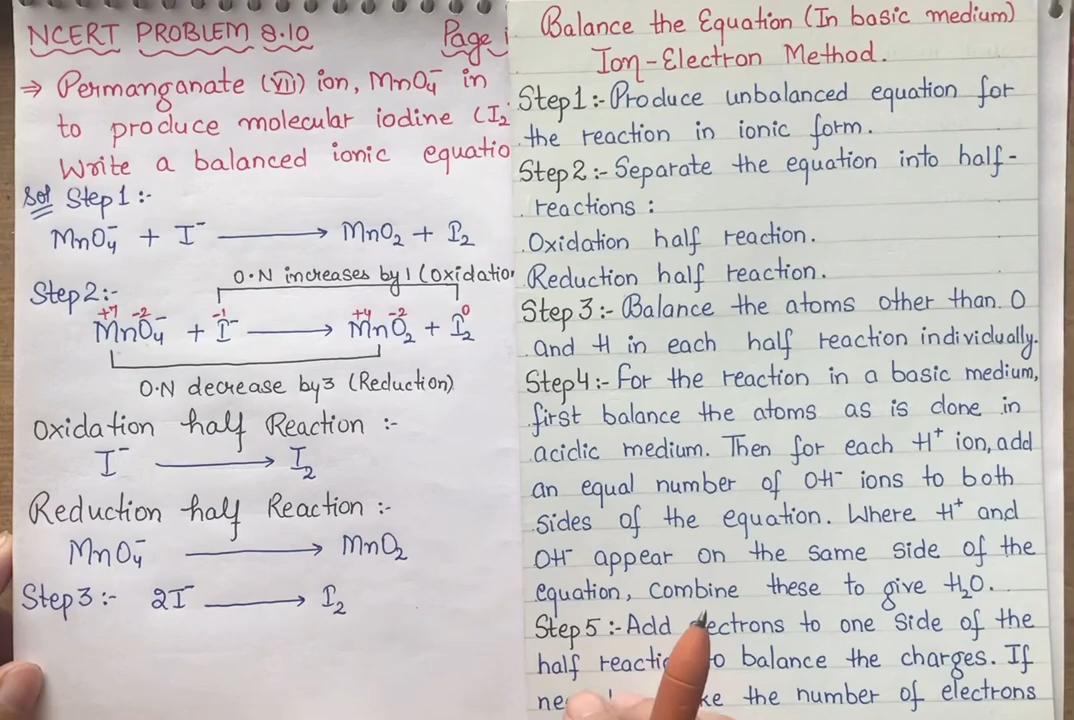 NCERT PROBLEM 8.10 Page
⇒ Permanganate (VII) ion, MnO₄⁻ in
to produce molecular iodine (I₂
Write a balanced ionic equatio
Sol Step 1 :-
MnO₄⁻ + I⁻ ⟶ MnO₂ + I₂
O.N increases by 1 (Oxidation
Step 2 :-
+7 -2 -1 +4 -2 0
MnO₄⁻ + I⁻ ⟶ MnO₂ + I₂
O.N decrease by 3 (Reduction)
Oxidation half Reaction :-
I⁻ ⟶ I₂
Reduction half Reaction :-
MnO₄⁻ ⟶ MnO₂
Step 3 :- 2I⁻ ⟶ I₂
Balance the Equation (In basic medium)
Ion-Electron Method.
Step 1 :- Produce unbalanced equation for
the reaction in ionic form.
Step 2 :- Separate the equation into half-
reactions :
Oxidation half reaction.
Reduction half reaction.
Step 3 :- Balance the atoms other than O
and H in each half reaction individually.
Step 4 :- For the reaction in a basic medium,
first balance the atoms as is done in
acidic medium. Then for each H⁺ ion, add
an equal number of OH⁻ ions to both
sides of the equation. Where H⁺ and
OH⁻ appear on the same side of the
equation, combine these to give H₂O.
Step 5 :- Add electrons to one side of the
half to balance the charges. If
the number of electrons